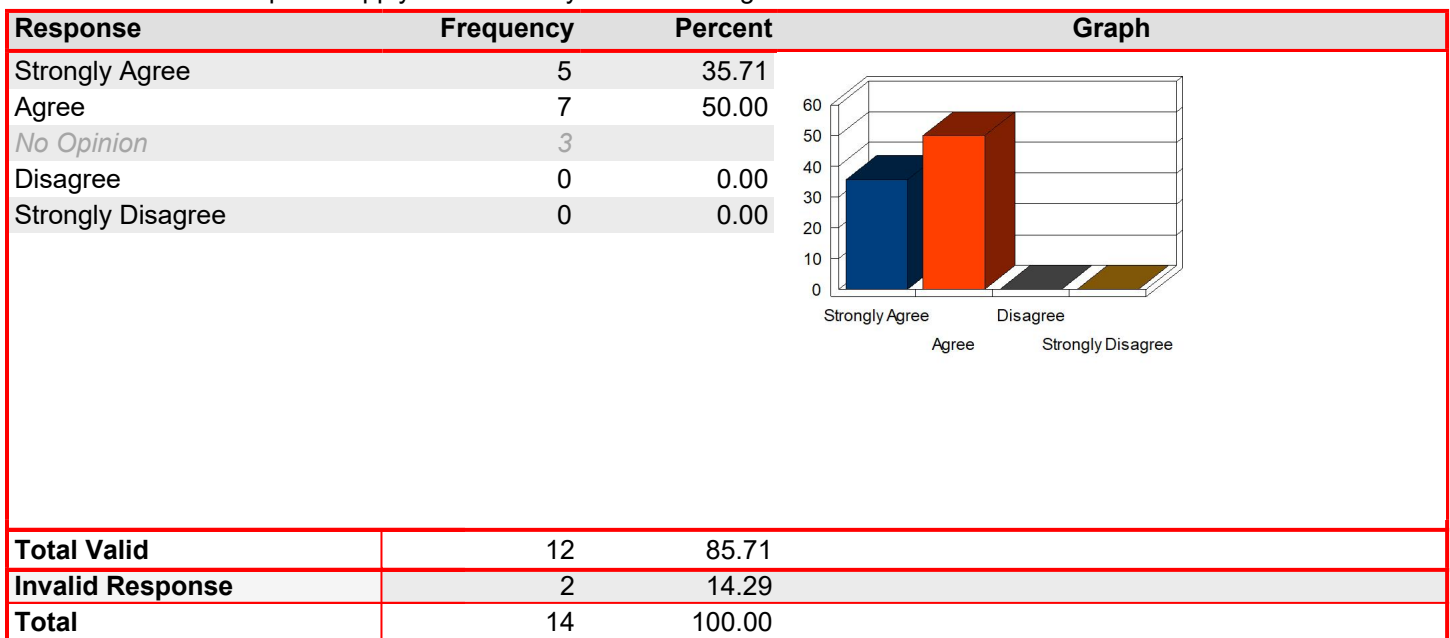 Response Frequency Percent Graph
Strongly Agree 5 35.71
Agree 7 50.00
No Opinion 3
Disagree 0 0.00
Strongly Disagree 0 0.00
60
50
40
30
20
10
0
Strongly Agree Disagree
Agree Strongly Disagree
Total Valid 12 85.71
Invalid Response 2 14.29
Total 14 100.00